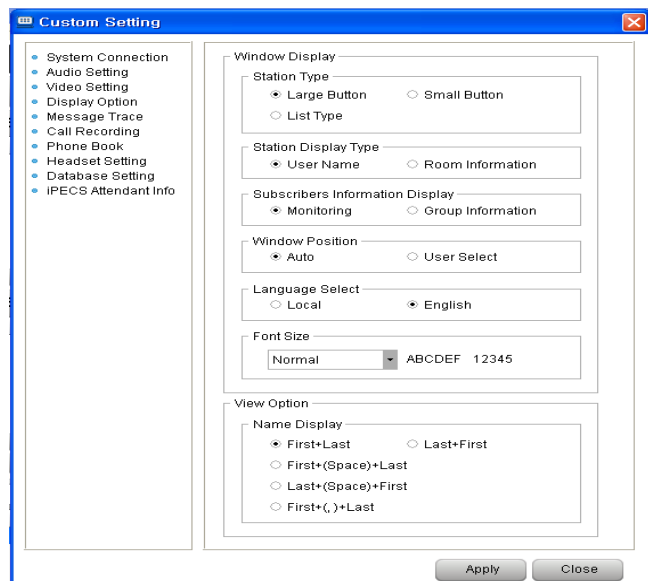 Custom Setting
System Connection
Audio Setting
Video Setting
Display Option
Message Trace
Call Recording
Phone Book
Headset Setting
Database Setting
iPECS Attendant Info
Window Display
Station Type
Large Button Small Button
List Type
Station Display Type
User Name Room Information
Subscribers Information Display
Monitoring Group Information
Window Position
Auto User Select
Language Select
Local English
Font Size
Normal ABCDEF 12345
View Option
Name Display
First+Last Last+First
First+(Space)+Last
Last+(Space)+First
First+(,)+Last
Apply Close